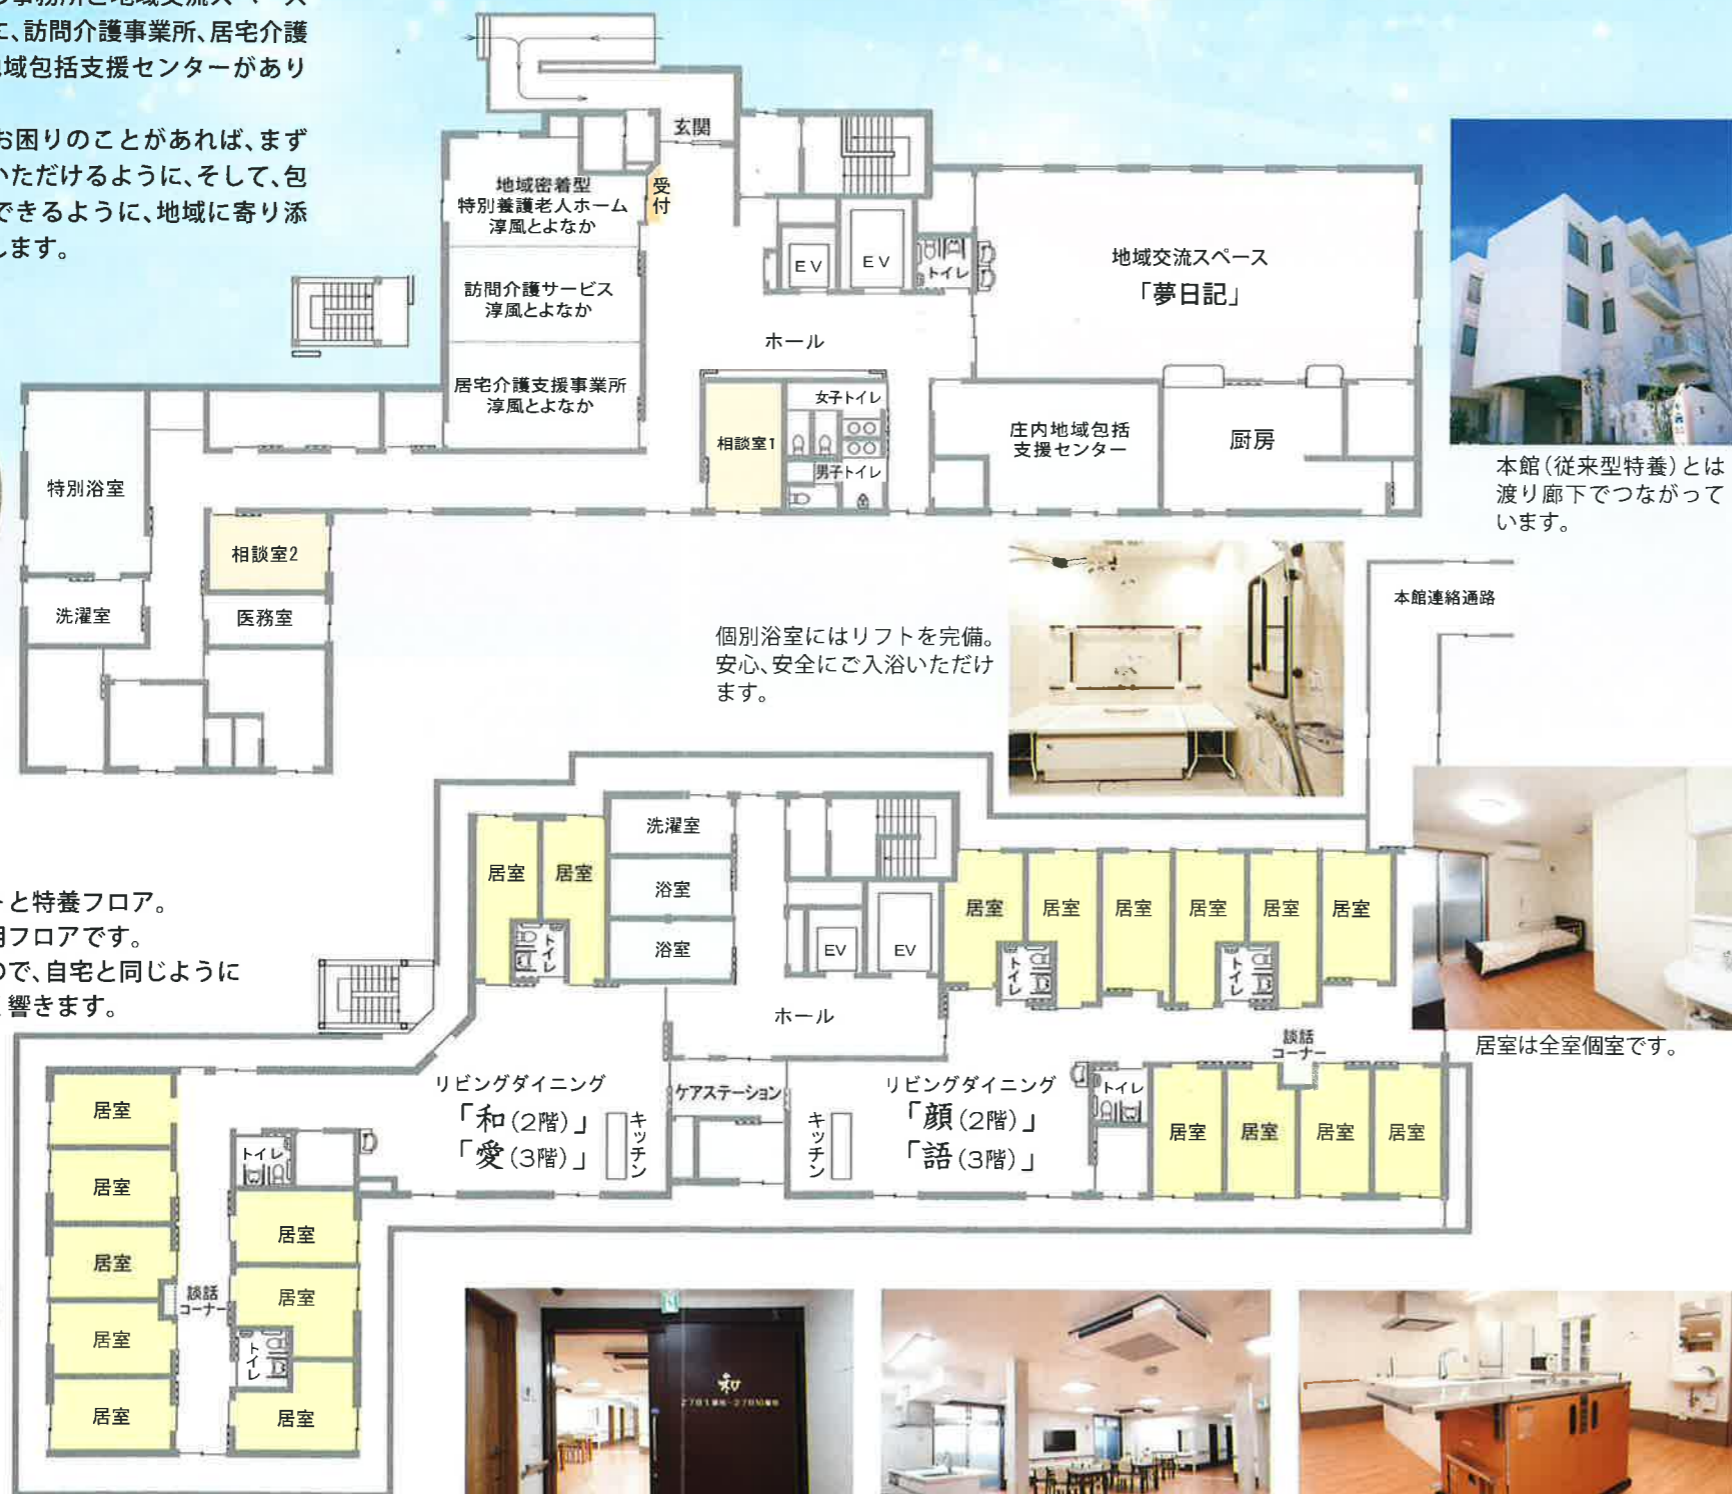 事務所と地域交流スペース
に、訪問介護事業所、居宅介護
地域包括支援センターがあり
お困りのことがあれば、まず
いただけるように、そして、包
できるように、地域に寄り添
します。
玄関
地域密着型
特別養護老人ホーム
淳風とよなか
受付
訪問介護サービス
淳風とよなか
居宅介護支援事業所
淳風とよなか
EV
EV
トイレ
地域交流スペース
「夢日記」
ホール
相談室1
女子トイレ
男子トイレ
庄内地域包括
支援センター
厨房
特別浴室
相談室2
洗濯室
医務室
本館(従来型特養)とは
渡り廊下でつながって
います。
本館連絡通路
個別浴室にはリフトを完備。
安心、安全にご入浴いただけ
ます。
トと特養フロア。
用フロアです。
ので、自宅と同じように
響きます。
居室
居室
トイレ
洗濯室
浴室
浴室
EV
EV
ホール
居室
居室
居室
居室
居室
居室
トイレ
トイレ
談話
コーナー
居室は全室個室です。
リビングダイニング
「和(2階)」
「愛(3階)」
キッチン
ケアステーション
キッチン
リビングダイニング
「顔(2階)」
「語(3階)」
トイレ
居室
居室
居室
居室
居室
居室
居室
居室
居室
トイレ
居室
居室
トイレ
居室
談話
コーナー
和